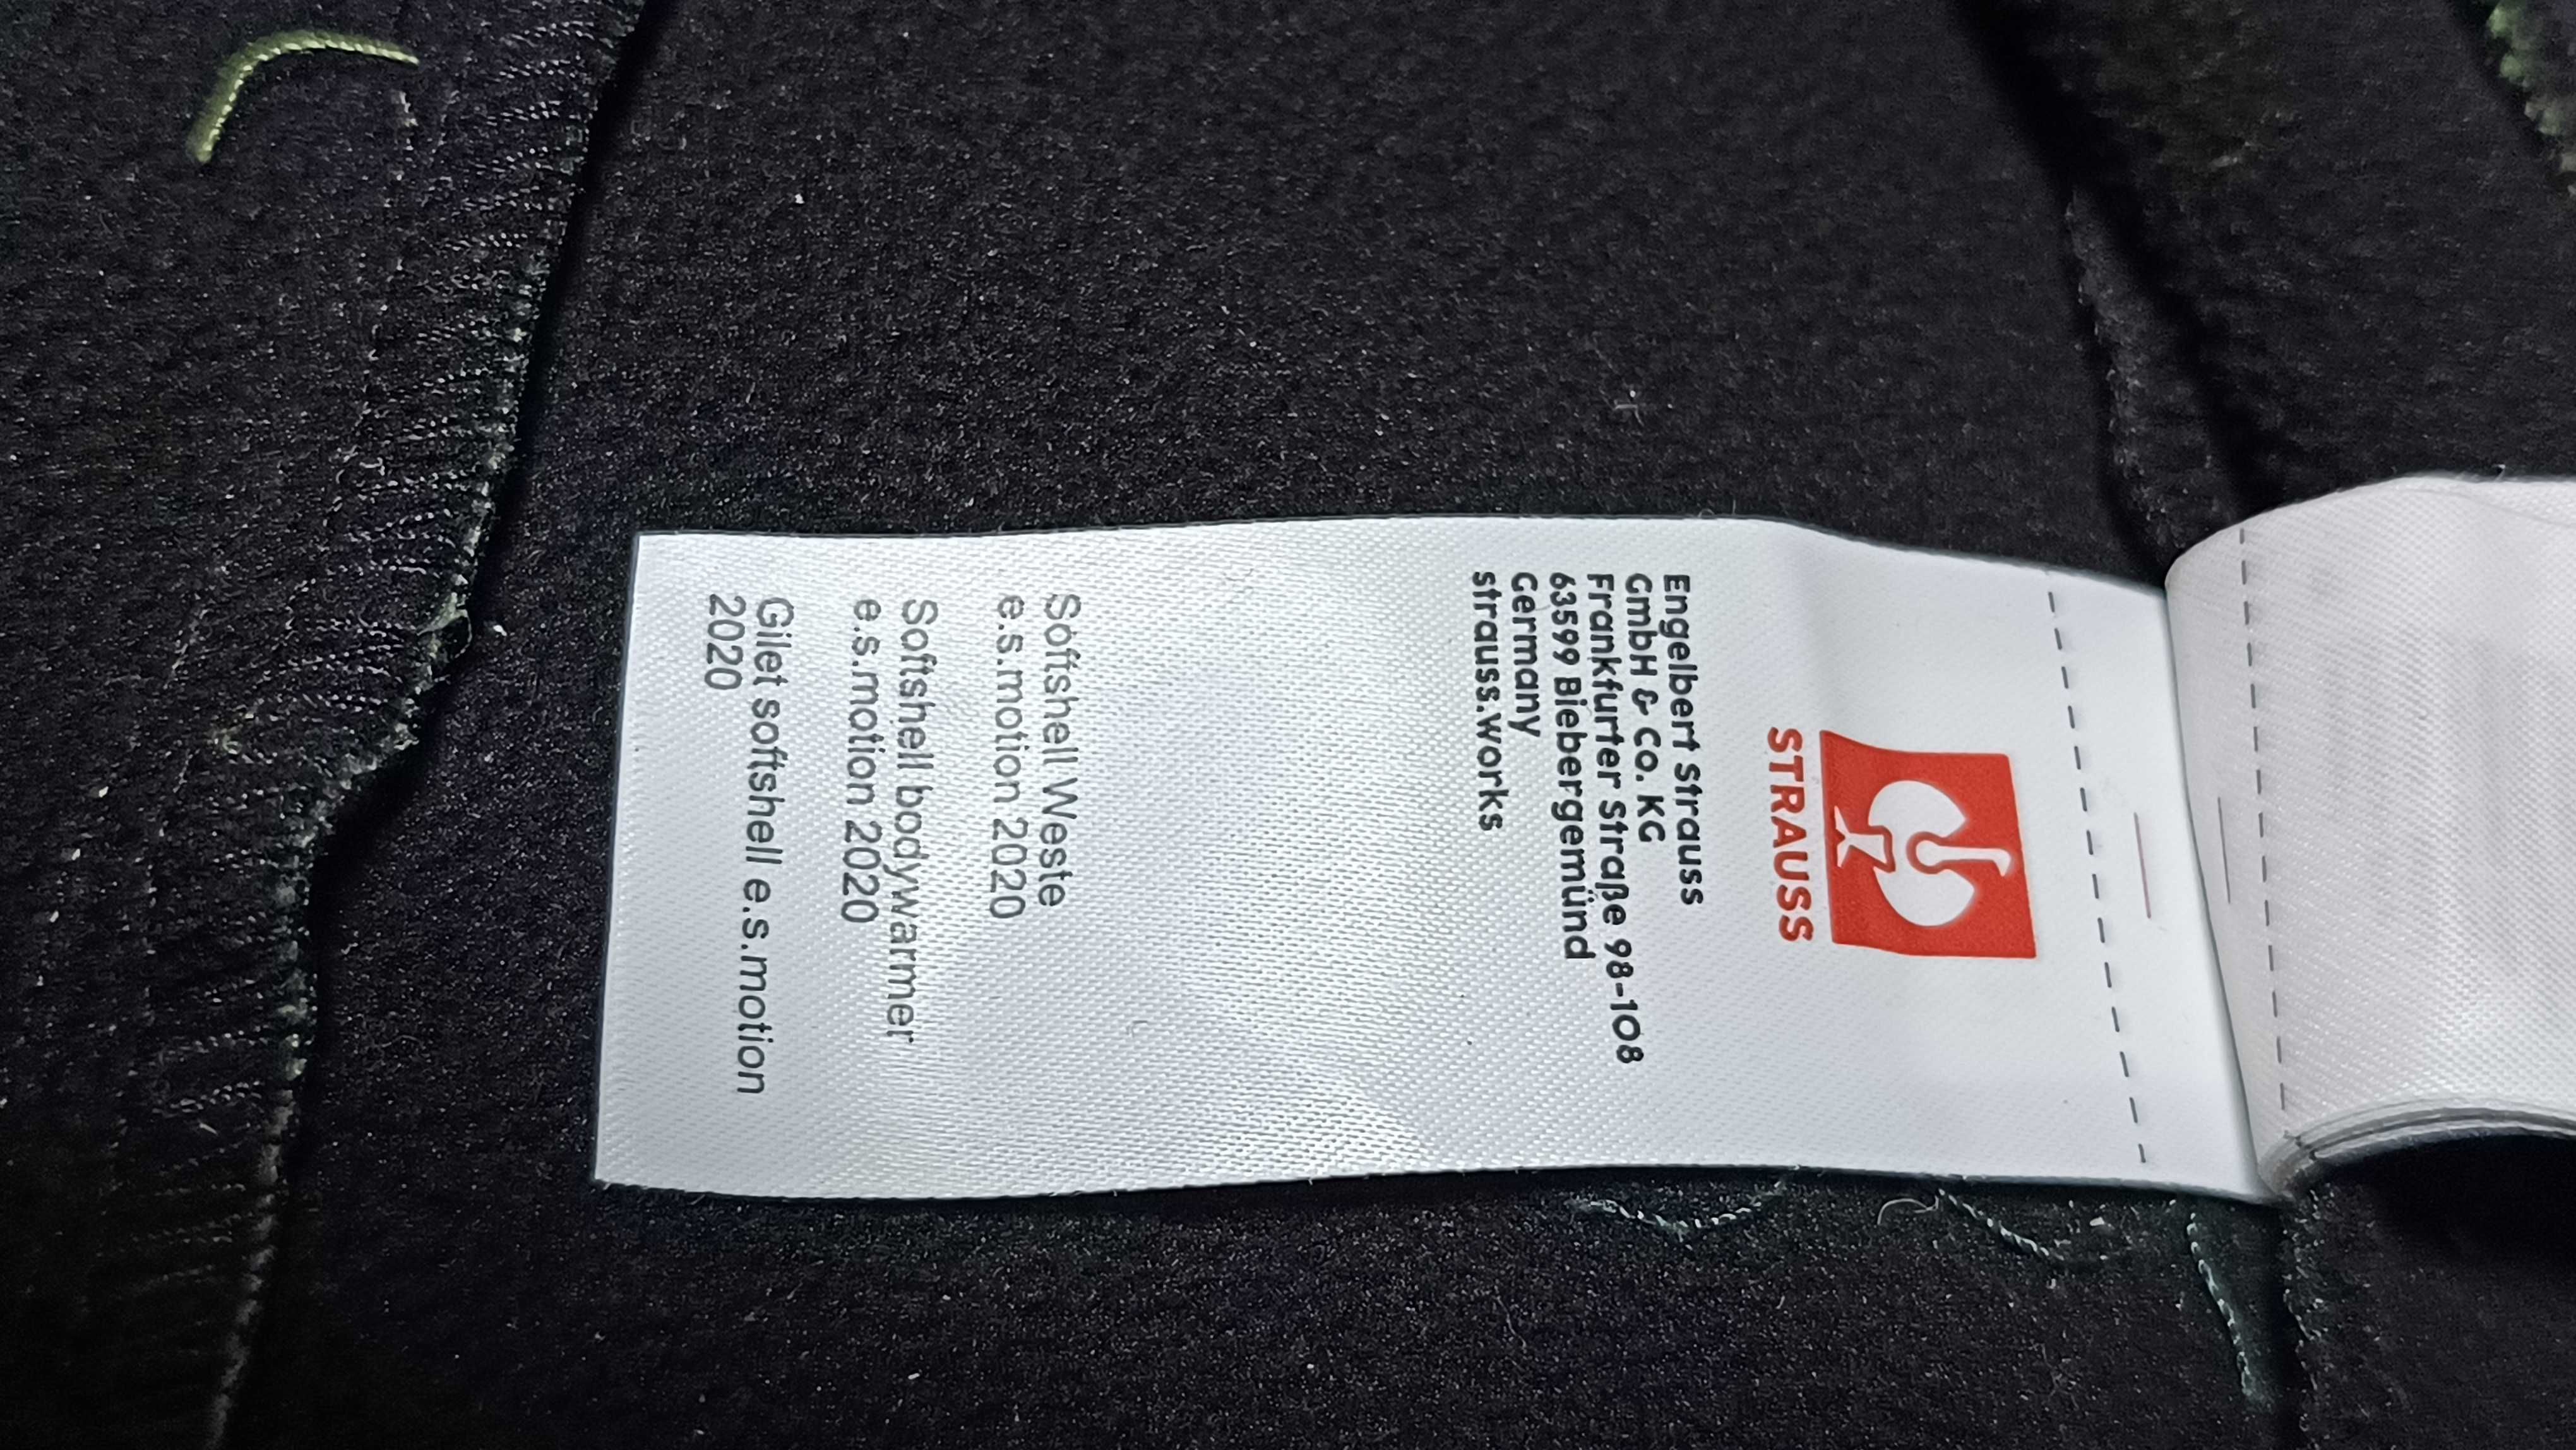 STRAUSS
Engelbert Strauss
GmbH & Co. KG
Frankfurter Straße 98-108
63599 Biebergemünd
Germany
strauss.works
Softshell Weste
e.s.motion 2020
Softshell bodywarmer
e.s.motion 2020
Gilet softshell e.s.motion
2020